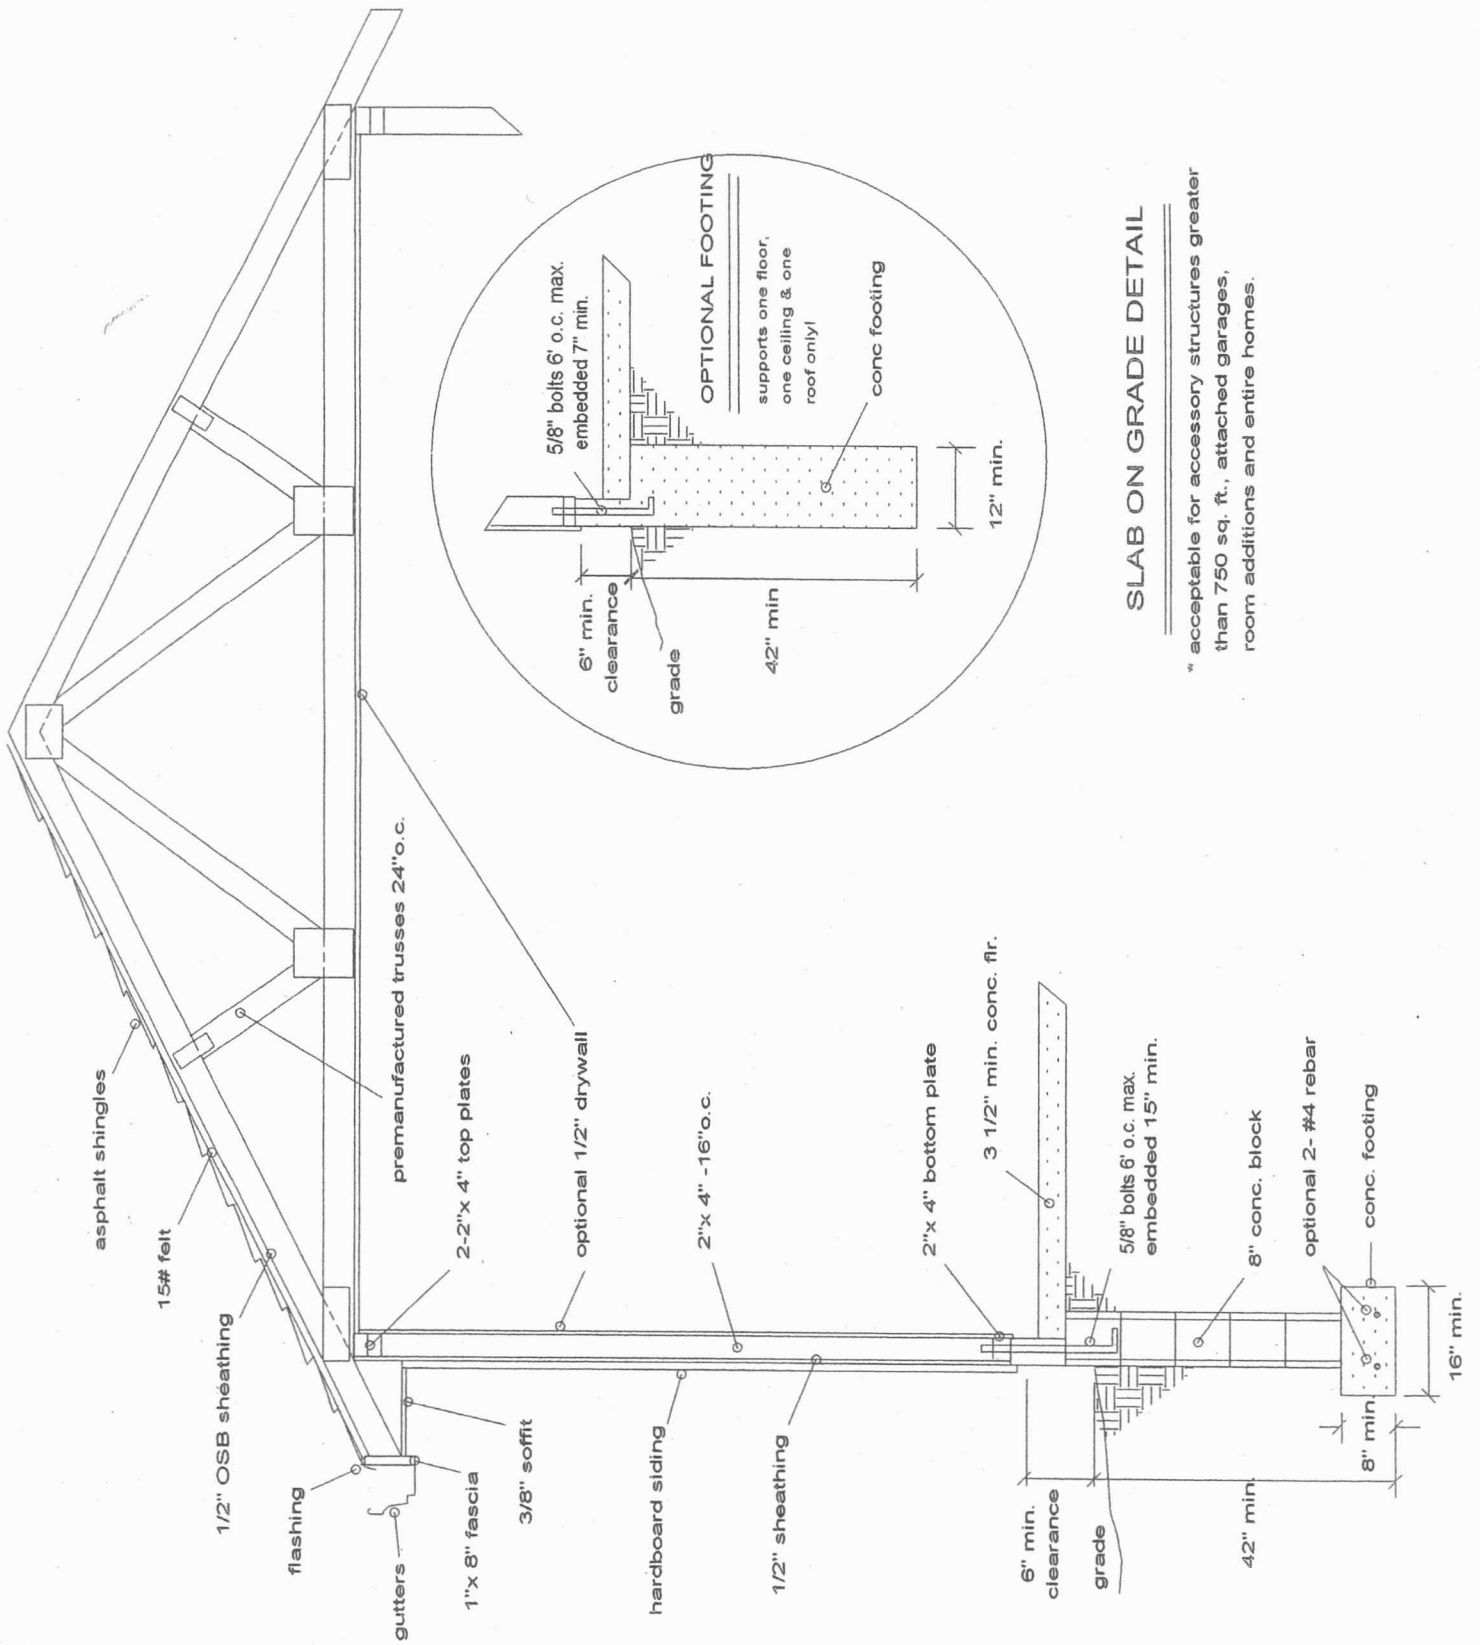 asphalt shingles
15# felt
1/2" OSB sheathing
flashing
gutters
1"x 8" fascia
3/8" soffit
premanufactured trusses 24"o.c.
2-2"x 4" top plates
optional 1/2" drywall
2"x 4" -16"o.c.
hardboard siding
1/2" sheathing
2"x 4" bottom plate
3 1/2" min. conc. flr.
5/8" bolts 6' o.c. max.
embedded 15" min.
8" conc. block
optional 2- #4 rebar
conc. footing
6" min.
clearance
grade
42" min.
8" min.
16" min.
5/8" bolts 6' o.c. max.
embedded 7" min.
OPTIONAL FOOTING
supports one floor,
one ceiling & one
roof only!
conc footing
6" min.
clearance
grade
42" min
12" min.
SLAB ON GRADE DETAIL
* acceptable for accessory structures greater
than 750 sq. ft., attached garages,
room additions and entire homes.